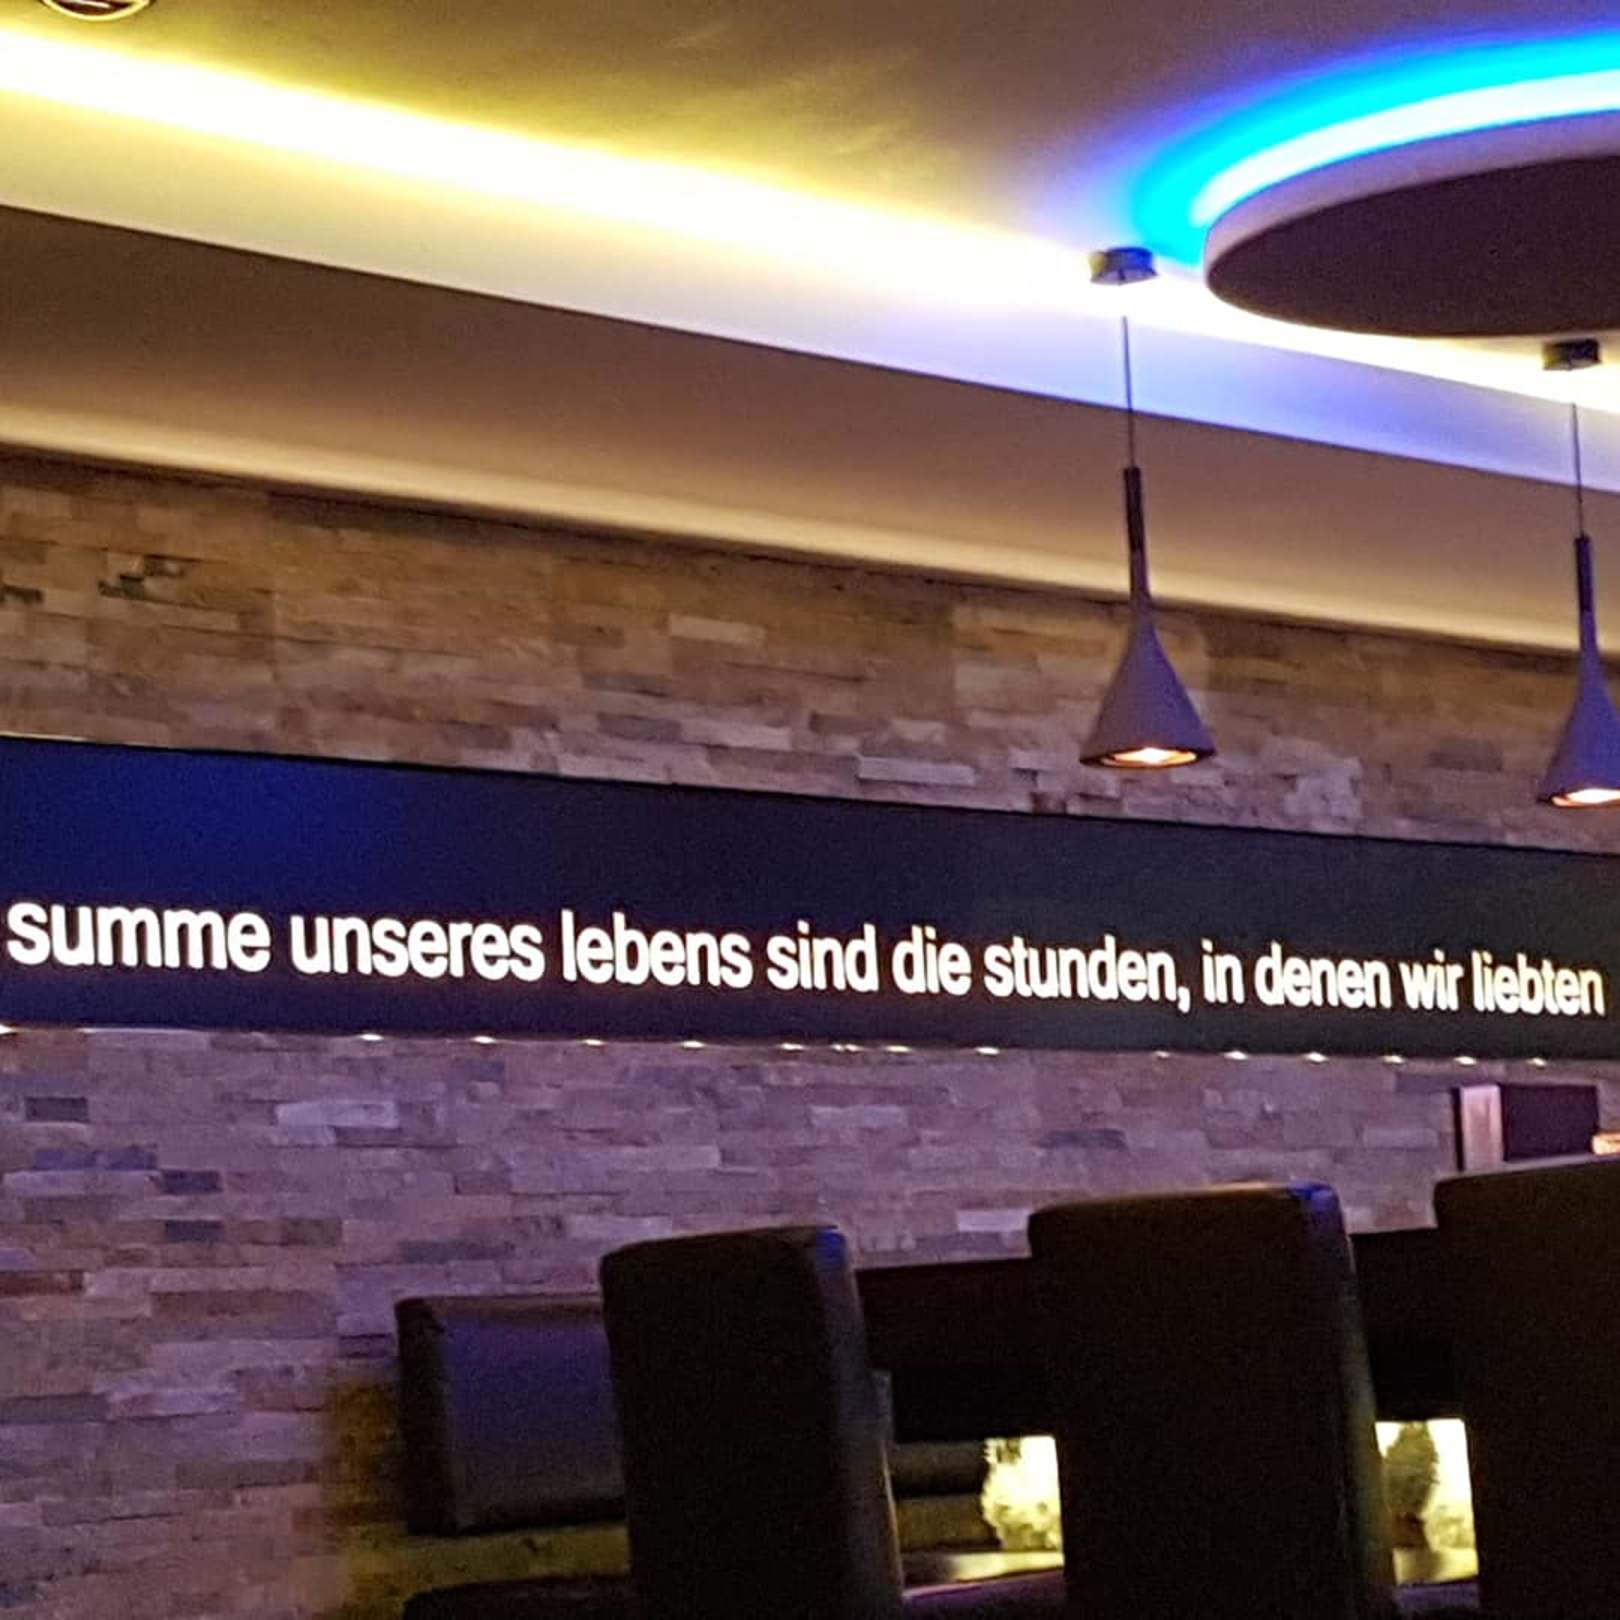 summe unseres lebens sind die stunden, in denen wir liebten